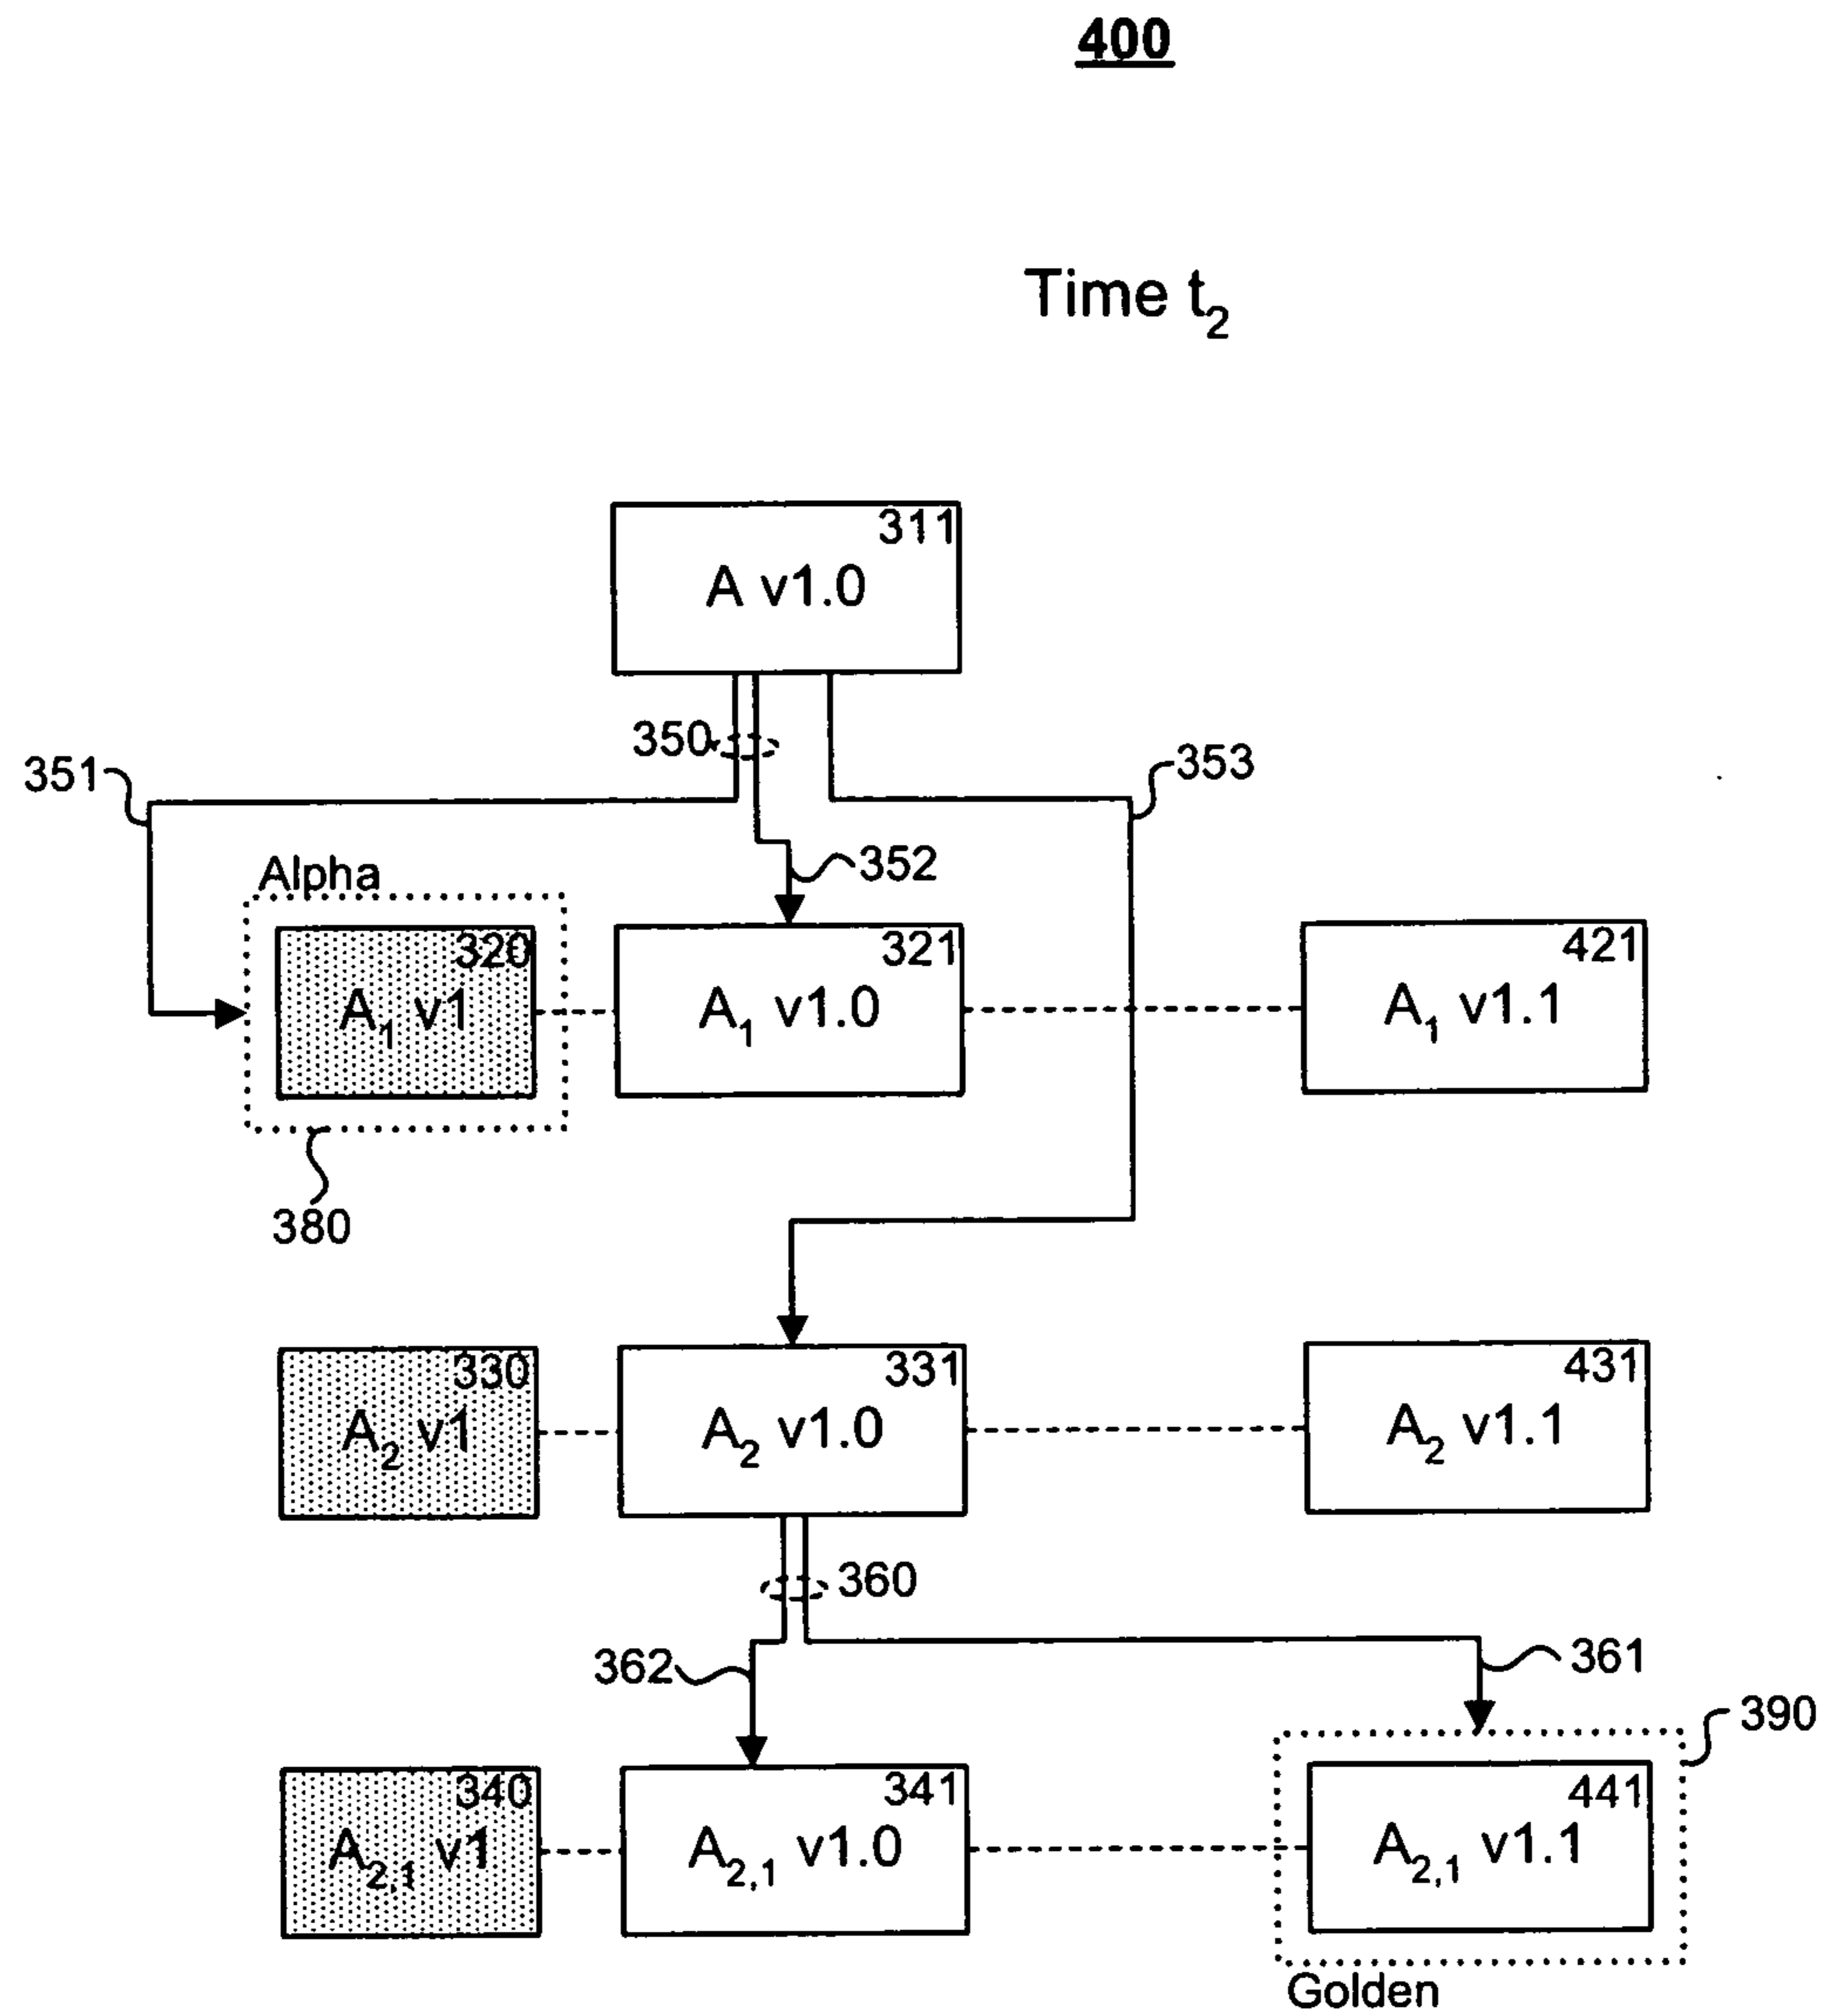 400
Time t₂
311
A v1.0
350
351
353
352
Alpha
320
A₁ v1
321
A₁ v1.0
421
A₁ v1.1
380
330
A₂ v1
331
A₂ v1.0
431
A₂ v1.1
360
362
361
390
340
A₂,₁ v1
341
A₂,₁ v1.0
441
A₂,₁ v1.1
Golden